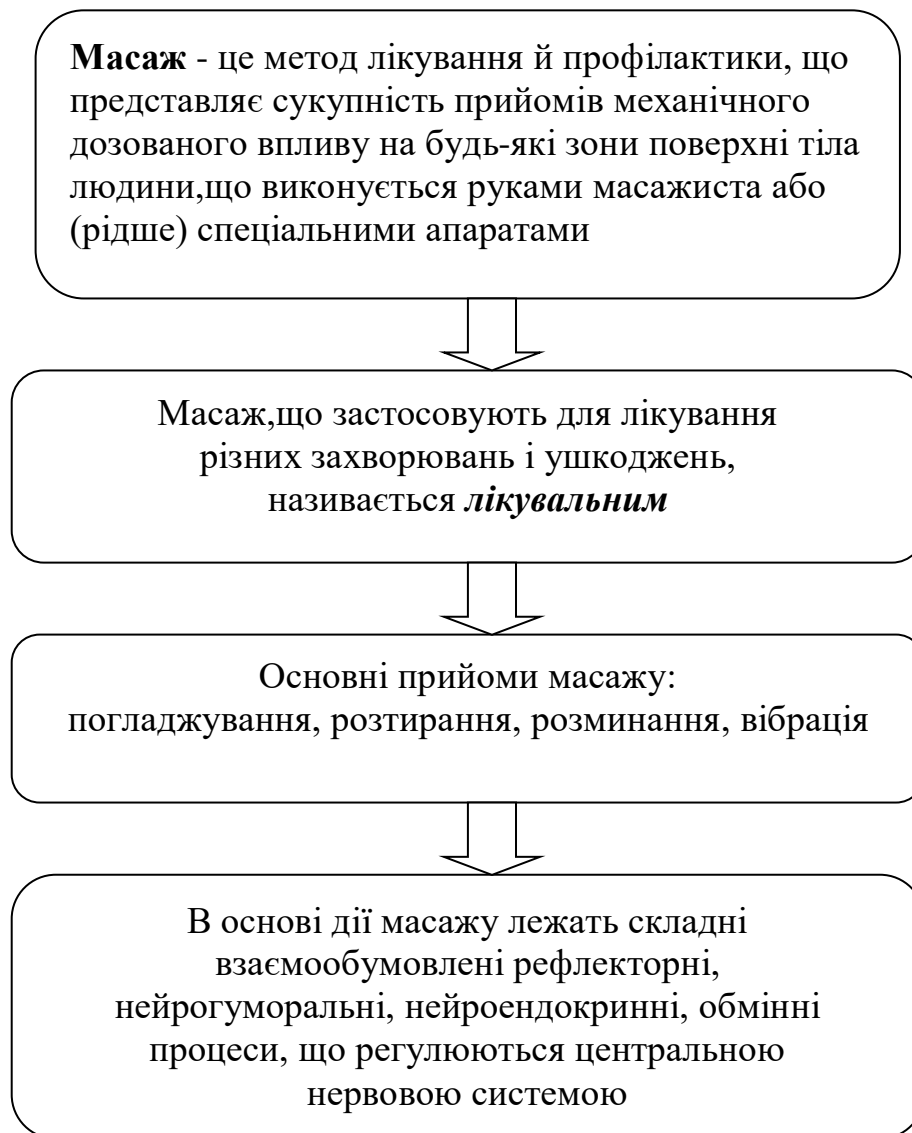 Масаж - це метод лікування й профілактики, що
представляє сукупність прийомів механічного
дозованого впливу на будь-які зони поверхні тіла
людини,що виконується руками масажиста або
(рідше) спеціальними апаратами
Масаж,що застосовують для лікування
різних захворювань і ушкоджень,
називається лікувальним
Основні прийоми масажу:
погладжування, розтирання, розминання, вібрація
В основі дії масажу лежать складні
взаємообумовлені рефлекторні,
нейрогуморальні, нейроендокринні, обмінні
процеси, що регулюються центральною
нервовою системою